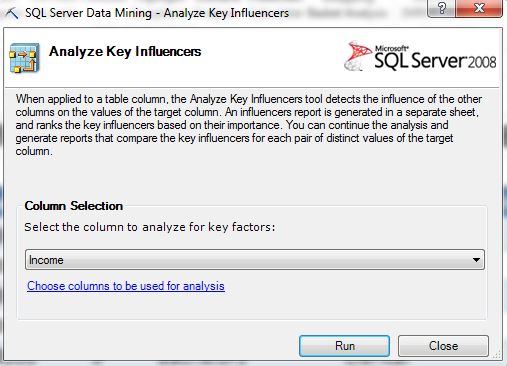 SQL Server Data Mining - Analyze Key Influencers
Analyze Key Influencers
Microsoft®
SQL Server 2008
When applied to a table column, the Analyze Key Influencers tool detects the influence of the other
columns on the values of the target column. An influencers report is generated in a separate sheet,
and ranks the key influencers based on their importance. You can continue the analysis and
generate reports that compare the key influencers for each pair of distinct values of the target
column.
Column Selection
Select the column to analyze for key factors:
Income
Choose columns to be used for analysis
Run
Close